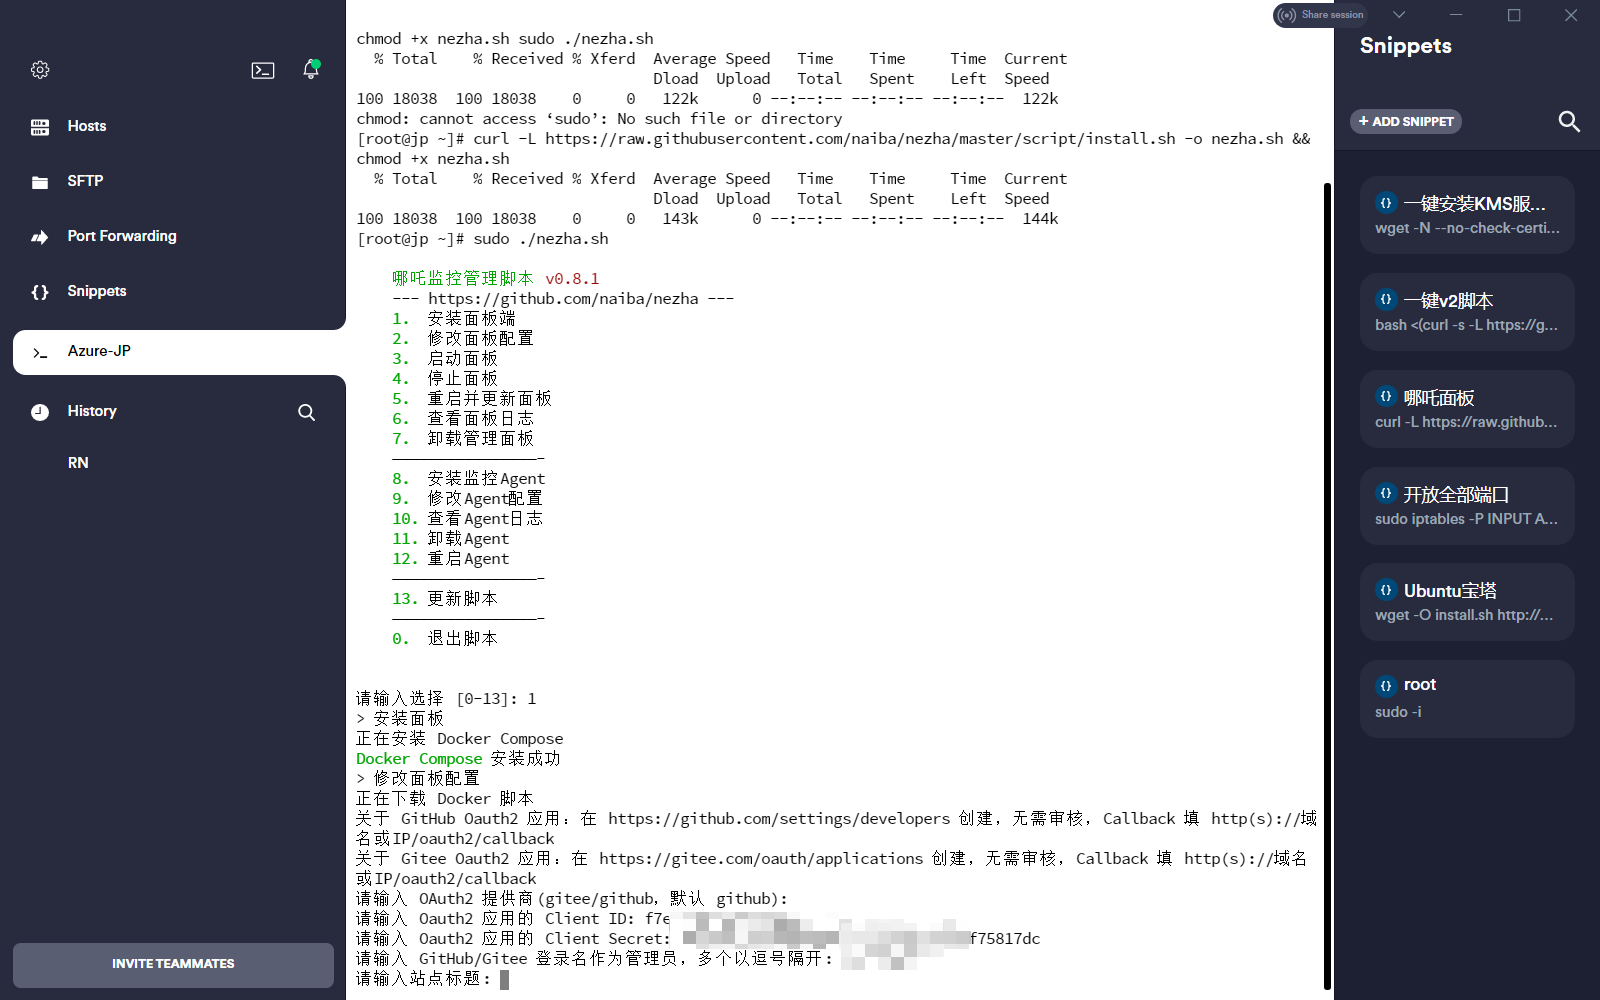 Share session
Hosts
SFTP
Port Forwarding
Snippets
Azure-JP
History
RN
INVITE TEAMMATES
chmod +x nezha.sh sudo ./nezha.sh
% Total % Received % Xferd Average Speed Time Time Time Current
Dload Upload Total Spent Left Speed
100 18038 100 18038 0 0 122k 0 --:--:-- --:--:-- --:--:-- 122k
chmod: cannot access ‘sudo’: No such file or directory
[root@jp ~]# curl -L https://raw.githubusercontent.com/naiba/nezha/master/script/install.sh -o nezha.sh &&
chmod +x nezha.sh
% Total % Received % Xferd Average Speed Time Time Time Current
Dload Upload Total Spent Left Speed
100 18038 100 18038 0 0 143k 0 --:--:-- --:--:-- --:--:-- 144k
[root@jp ~]# sudo ./nezha.sh
哪吒监控管理脚本 v0.8.1
--- https://github.com/naiba/nezha ---
1. 安装面板端
2. 修改面板配置
3. 启动面板
4. 停止面板
5. 重启并更新面板
6. 查看面板日志
7. 卸载管理面板
————————————————-
8. 安装监控Agent
9. 修改Agent配置
10. 查看Agent日志
11. 卸载Agent
12. 重启Agent
————————————————-
13. 更新脚本
————————————————-
0. 退出脚本
请输入选择 [0-13]: 1
> 安装面板
正在安装 Docker Compose
Docker Compose 安装成功
> 修改面板配置
正在下载 Docker 脚本
关于 GitHub Oauth2 应用：在 https://github.com/settings/developers 创建，无需审核，Callback 填 http(s)://域
名或IP/oauth2/callback
关于 Gitee Oauth2 应用：在 https://gitee.com/oauth/applications 创建，无需审核，Callback 填 http(s)://域名
或IP/oauth2/callback
请输入 OAuth2 提供商(gitee/github，默认 github):
请输入 Oauth2 应用的 Client ID: f7e
请输入 Oauth2 应用的 Client Secret: f75817dc
请输入 GitHub/Gitee 登录名作为管理员，多个以逗号隔开：
请输入站点标题：
Snippets
+ ADD SNIPPET
{} 一键安装KMS服...
wget -N --no-check-certi...
{} 一键v2脚本
bash <(curl -s -L https://g...
{} 哪吒面板
curl -L https://raw.github...
{} 开放全部端口
sudo iptables -P INPUT A...
{} Ubuntu宝塔
wget -O install.sh http://...
{} root
sudo -i